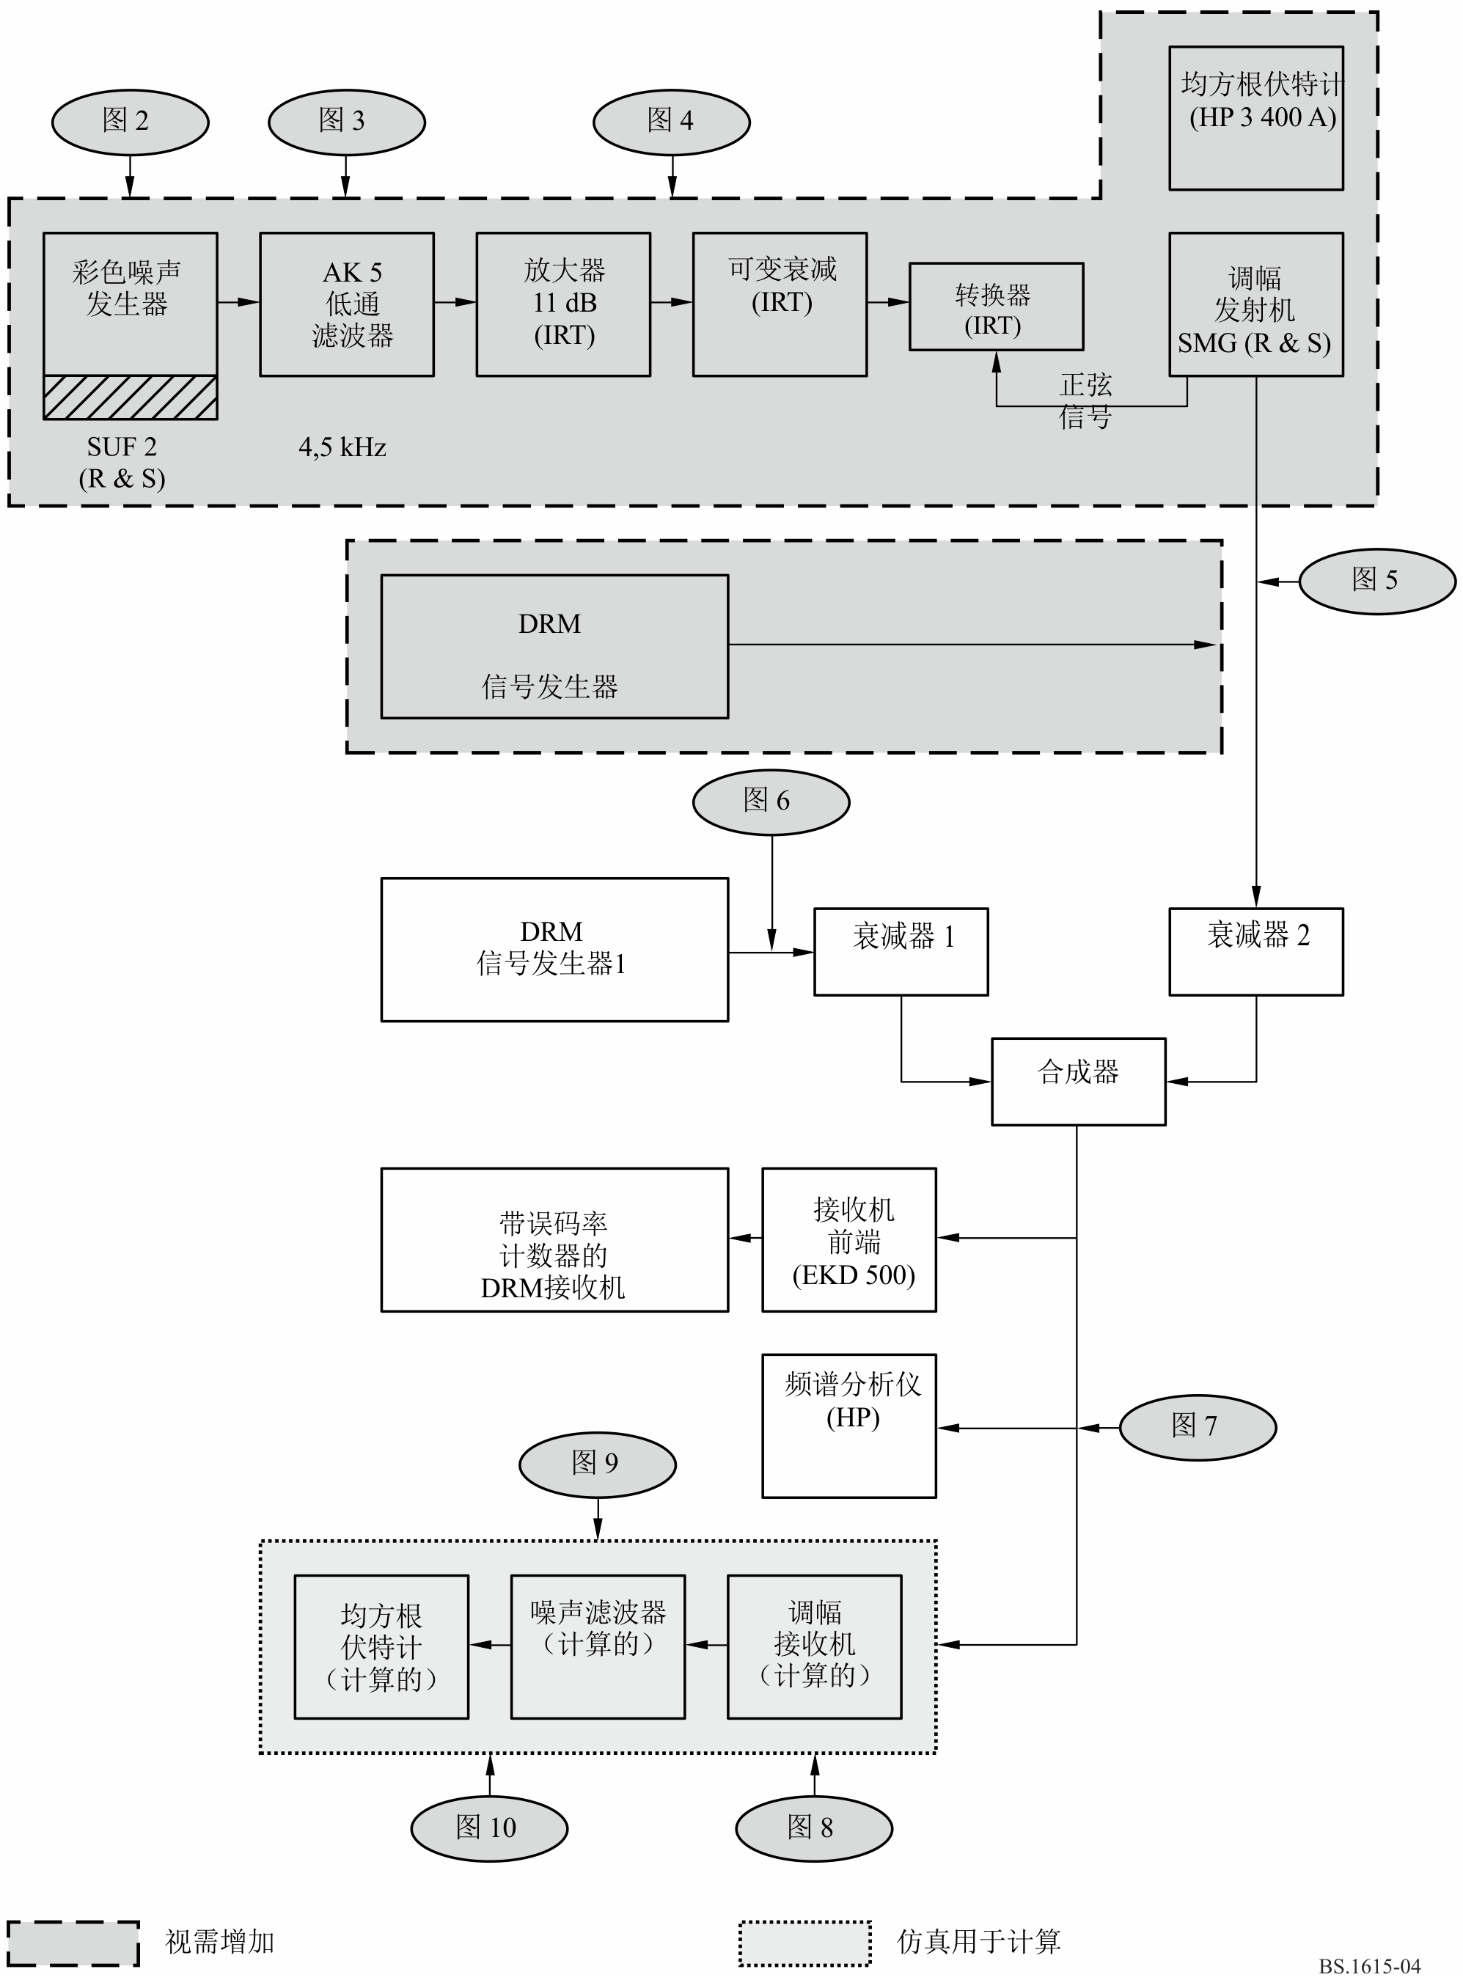 均方根伏特计
(HP 3 400 A)
图 2
图 3
图 4
彩色噪声
发生器
AK 5
低通
滤波器
放大器
11 dB
(IRT)
可变衰减
(IRT)
转换器
(IRT)
调幅
发射机
SMG (R & S)
正弦
信号
SUF 2
(R & S)
4,5 kHz
图 5
DRM
信号发生器
图 6
DRM
信号发生器1
衰减器 1
衰减器 2
合成器
带误码率
计数器的
DRM接收机
接收机
前端
(EKD 500)
频谱分析仪
(HP)
图 7
图 9
均方根
伏特计
（计算的）
噪声滤波器
（计算的）
调幅
接收机
（计算的）
图 10
图 8
视需增加
仿真用于计算
BS.1615-04